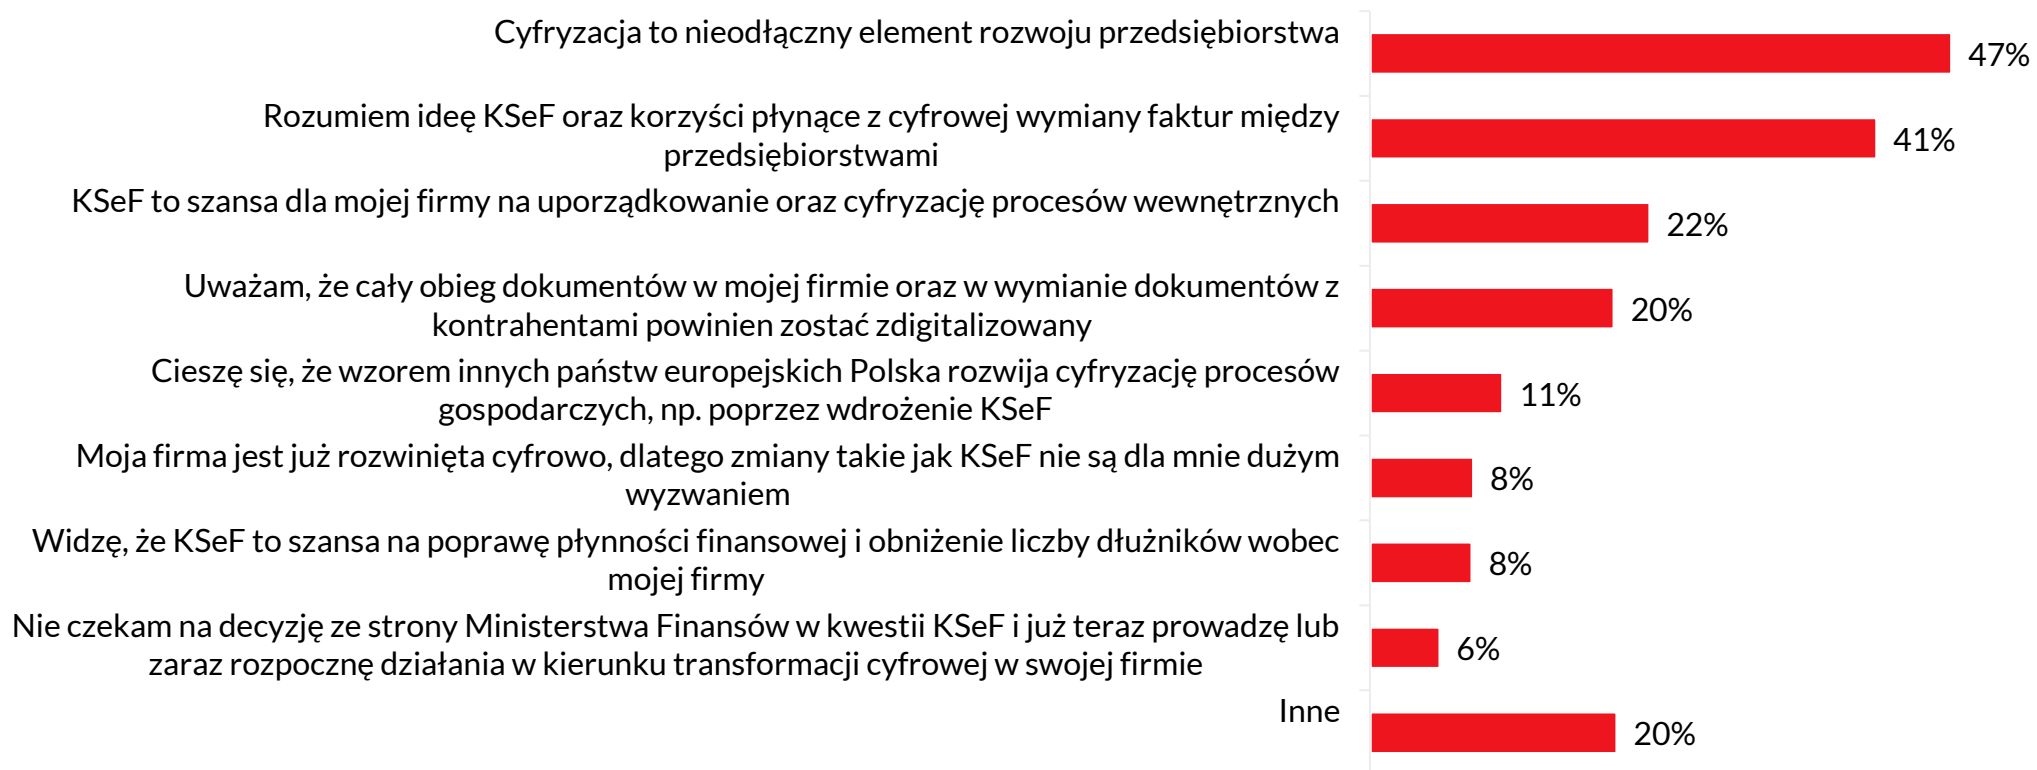 Cyfryzacja to nieodłączny element rozwoju przedsiębiorstwa
47%
Rozumiem ideę KSeF oraz korzyści płynące z cyfrowej wymiany faktur między
przedsiębiorstwami
41%
KSeF to szansa dla mojej firmy na uporządkowanie oraz cyfryzację procesów wewnętrznych
22%
Uważam, że cały obieg dokumentów w mojej firmie oraz w wymianie dokumentów z
kontrahentami powinien zostać zdigitalizowany
20%
Cieszę się, że wzorem innych państw europejskich Polska rozwija cyfryzację procesów
gospodarczych, np. poprzez wdrożenie KSeF
11%
Moja firma jest już rozwinięta cyfrowo, dlatego zmiany takie jak KSeF nie są dla mnie dużym
wyzwaniem
8%
Widzę, że KSeF to szansa na poprawę płynności finansowej i obniżenie liczby dłużników wobec
mojej firmy
8%
Nie czekam na decyzję ze strony Ministerstwa Finansów w kwestii KSeF i już teraz prowadzę lub
zaraz rozpocznę działania w kierunku transformacji cyfrowej w swojej firmie
6%
Inne
20%